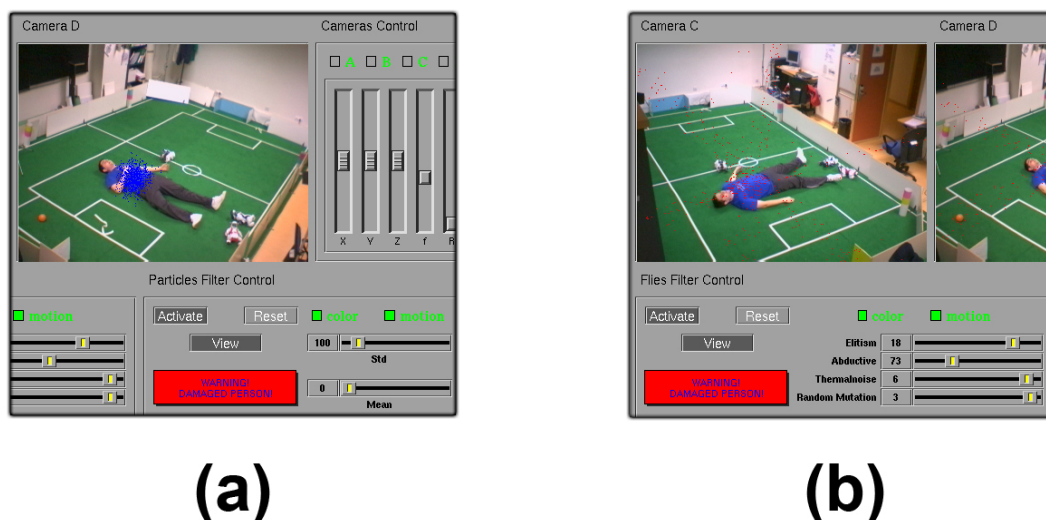 Camera D
Cameras Control
A B C
X Y Z f R
Particles Filter Control
motion
Activate Reset color motion
View 100
Std
WARNING!
DAMAGED PERSON!
0
Mean
(a)
Camera C
Camera D
Flies Filter Control
Activate Reset color motion
View
Elitism 18
Abductive 73
Thermalnoise 6
Random Mutation 3
WARNING!
DAMAGED PERSON!
(b)